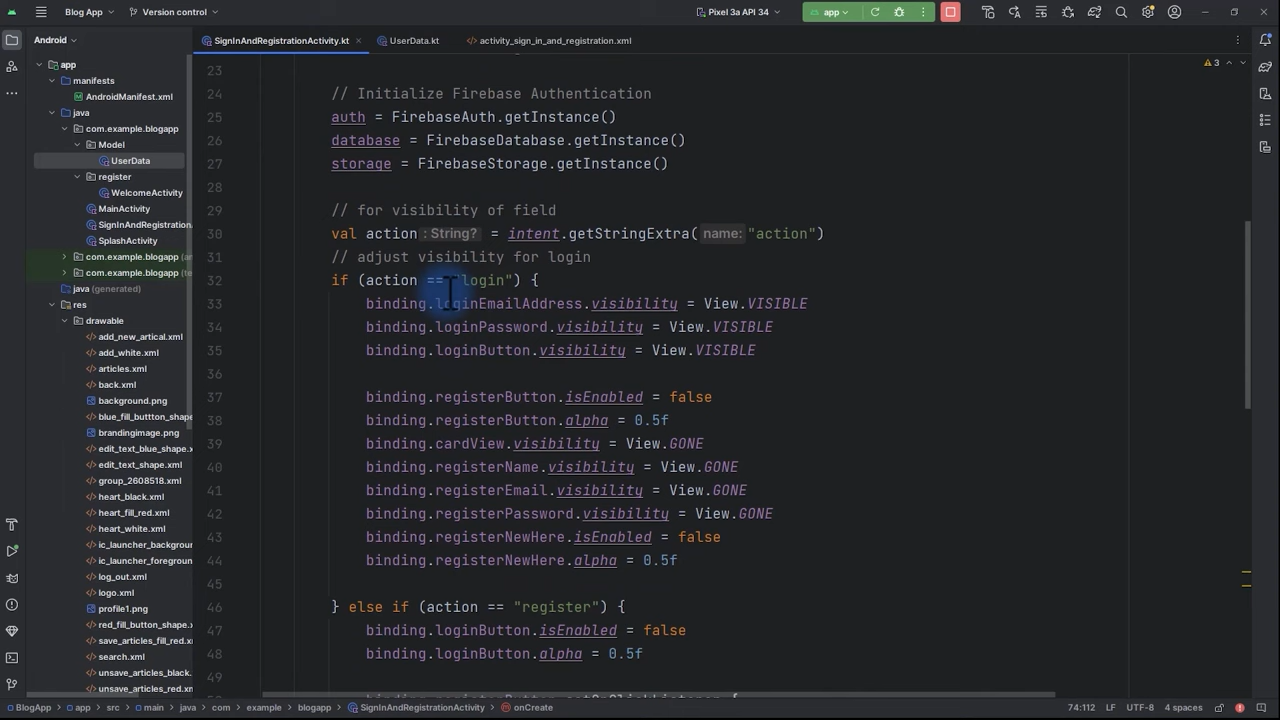 Blog App
Version control
Pixel 3a API 34
app
Android
SignInAndRegistrationActivity.kt
UserData.kt
activity_sign_in_and_registration.xml
app
manifests
AndroidManifest.xml
java
com.example.blogapp
Model
UserData
register
WelcomeActivity
MainActivity
SignInAndRegistration
SplashActivity
com.example.blogapp (an
com.example.blogapp (te
java (generated)
res
drawable
add_new_artical.xml
add_white.xml
articles.xml
back.xml
background.png
blue_fill_buttton_shape
brandingimage.png
edit_text_blue_shape.x
edit_text_shape.xml
group_2608518.xml
heart_black.xml
heart_fill_red.xml
heart_white.xml
ic_launcher_backgroun
ic_launcher_foregroun
log_out.xml
logo.xml
profile1.png
red_fill_button_shape.x
save_articles_fill_red.xm
search.xml
unsave_articles_black.
unsave_articles_red.xm
3
23
24 // Initialize Firebase Authentication
25 auth = FirebaseAuth.getInstance()
26 database = FirebaseDatabase.getInstance()
27 storage = FirebaseStorage.getInstance()
28
29 // for visibility of field
30 val action : String? = intent.getStringExtra( name: "action")
31 // adjust visibility for login
32 if (action == "login") {
33 binding.loginEmailAddress.visibility = View.VISIBLE
34 binding.loginPassword.visibility = View.VISIBLE
35 binding.loginButton.visibility = View.VISIBLE
36
37 binding.registerButton.isEnabled = false
38 binding.registerButton.alpha = 0.5f
39 binding.cardView.visibility = View.GONE
40 binding.registerName.visibility = View.GONE
41 binding.registerEmail.visibility = View.GONE
42 binding.registerPassword.visibility = View.GONE
43 binding.registerNewHere.isEnabled = false
44 binding.registerNewHere.alpha = 0.5f
45
46 } else if (action == "register") {
47 binding.loginButton.isEnabled = false
48 binding.loginButton.alpha = 0.5f
BlogApp > app > src > main > java > com > example > blogapp > SignInAndRegistrationActivity > onCreate
74:112 LF UTF-8 4 spaces